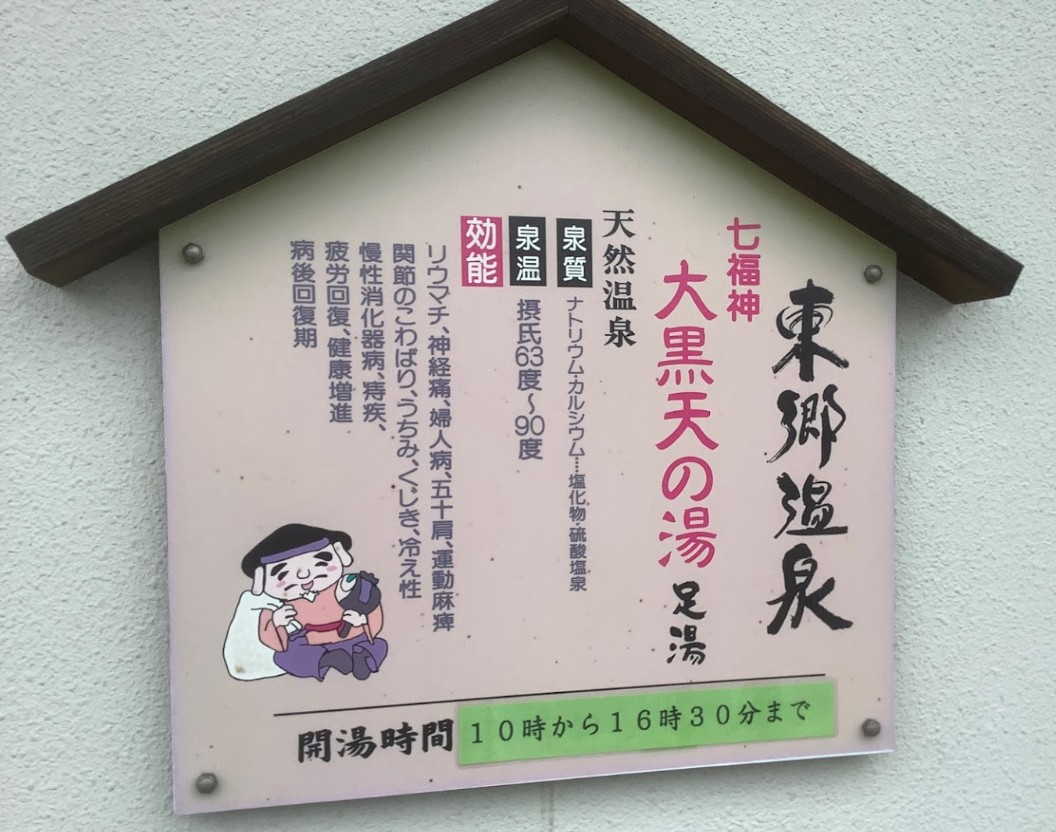 東郷温泉
七福神
大黒天の湯 足湯
天然温泉
泉質 ナトリウム・カルシウム…塩化物・硫酸塩泉
泉温 摂氏63度〜90度
効能
リウマチ、神経痛、婦人病、五十肩、運動麻痺
関節のこわばり、うちみ、くじき、冷え性
慢性消化器病、痔疾、
疲労回復、健康増進
病後回復期
開湯時間 10時から16時30分まで